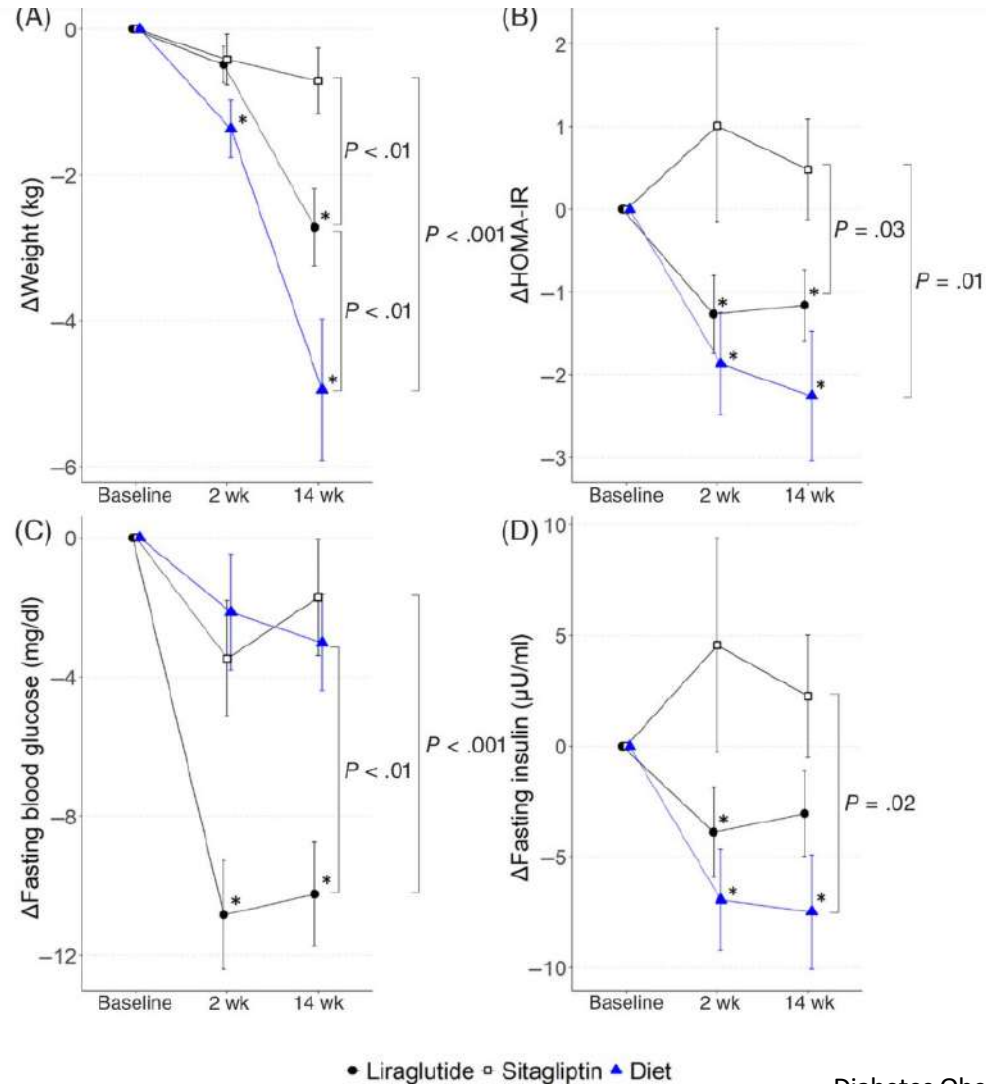 (A)
0
−2
−4
−6
ΔWeight (kg)
*
*
*
P < .01
P < .01
P < .001
Baseline 2 wk 14 wk
(B)
2
1
0
−1
−2
−3
ΔHOMA-IR
*
*
*
*
P = .03
P = .01
Baseline 2 wk 14 wk
(C)
0
−4
−8
−12
ΔFasting blood glucose (mg/dl)
*
*
P < .01
P < .001
Baseline 2 wk 14 wk
(D)
10
5
0
−5
−10
ΔFasting insulin (µU/ml)
*
*
*
P = .02
Baseline 2 wk 14 wk
Liraglutide Sitagliptin Diet